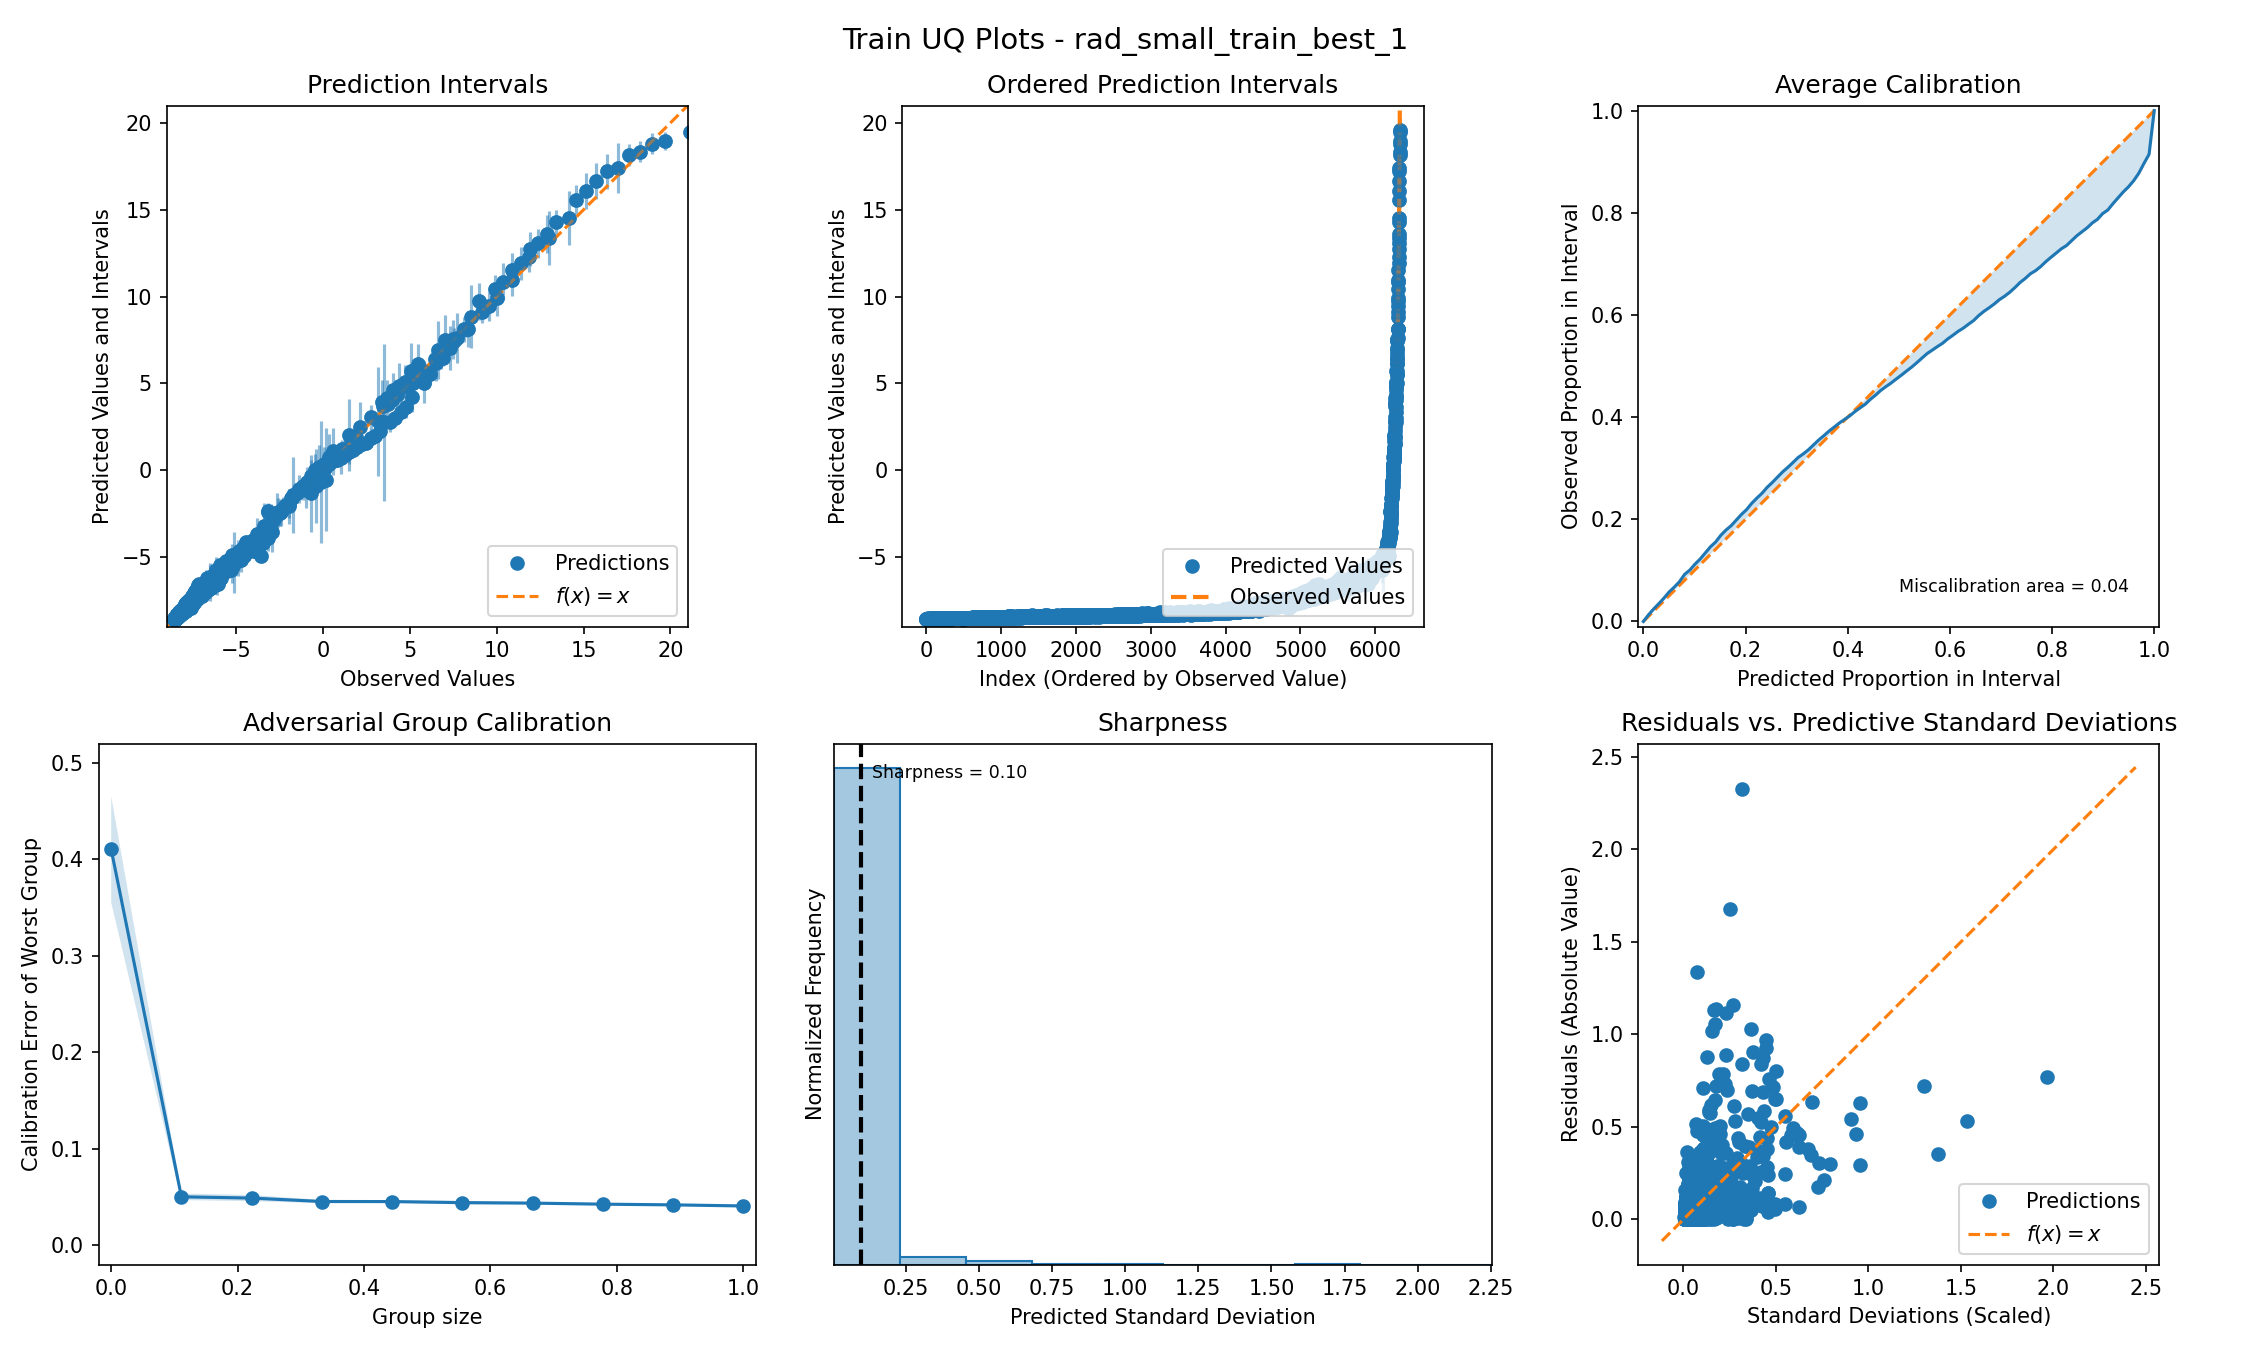 Train UQ Plots - rad_small_train_best_1
Prediction Intervals
Predicted Values and Intervals
20
15
10
5
0
−5
−5 0 5 10 15 20
Observed Values
Predictions
f(x) = x
Ordered Prediction Intervals
Predicted Values and Intervals
20
15
10
5
0
−5
0 1000 2000 3000 4000 5000 6000
Index (Ordered by Observed Value)
Predicted Values
Observed Values
Average Calibration
Observed Proportion in Interval
1.0
0.8
0.6
0.4
0.2
0.0
0.0 0.2 0.4 0.6 0.8 1.0
Predicted Proportion in Interval
Miscalibration area = 0.04
Adversarial Group Calibration
Calibration Error of Worst Group
0.5
0.4
0.3
0.2
0.1
0.0
0.0 0.2 0.4 0.6 0.8 1.0
Group size
Sharpness
Normalized Frequency
Sharpness = 0.10
0.25 0.50 0.75 1.00 1.25 1.50 1.75 2.00 2.25
Predicted Standard Deviation
Residuals vs. Predictive Standard Deviations
Residuals (Absolute Value)
2.5
2.0
1.5
1.0
0.5
0.0
0.0 0.5 1.0 1.5 2.0 2.5
Standard Deviations (Scaled)
Predictions
f(x) = x